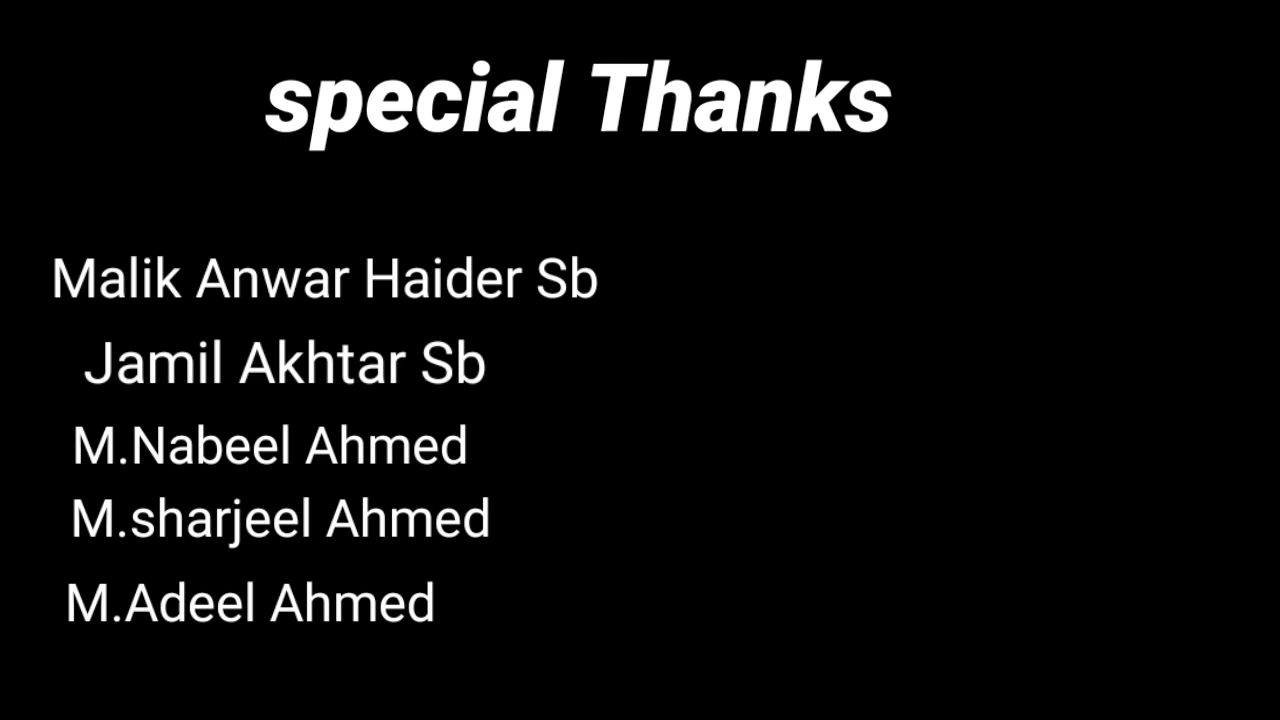 special Thanks
Malik Anwar Haider Sb
Jamil Akhtar Sb
M.Nabeel Ahmed
M.sharjeel Ahmed
M.Adeel Ahmed